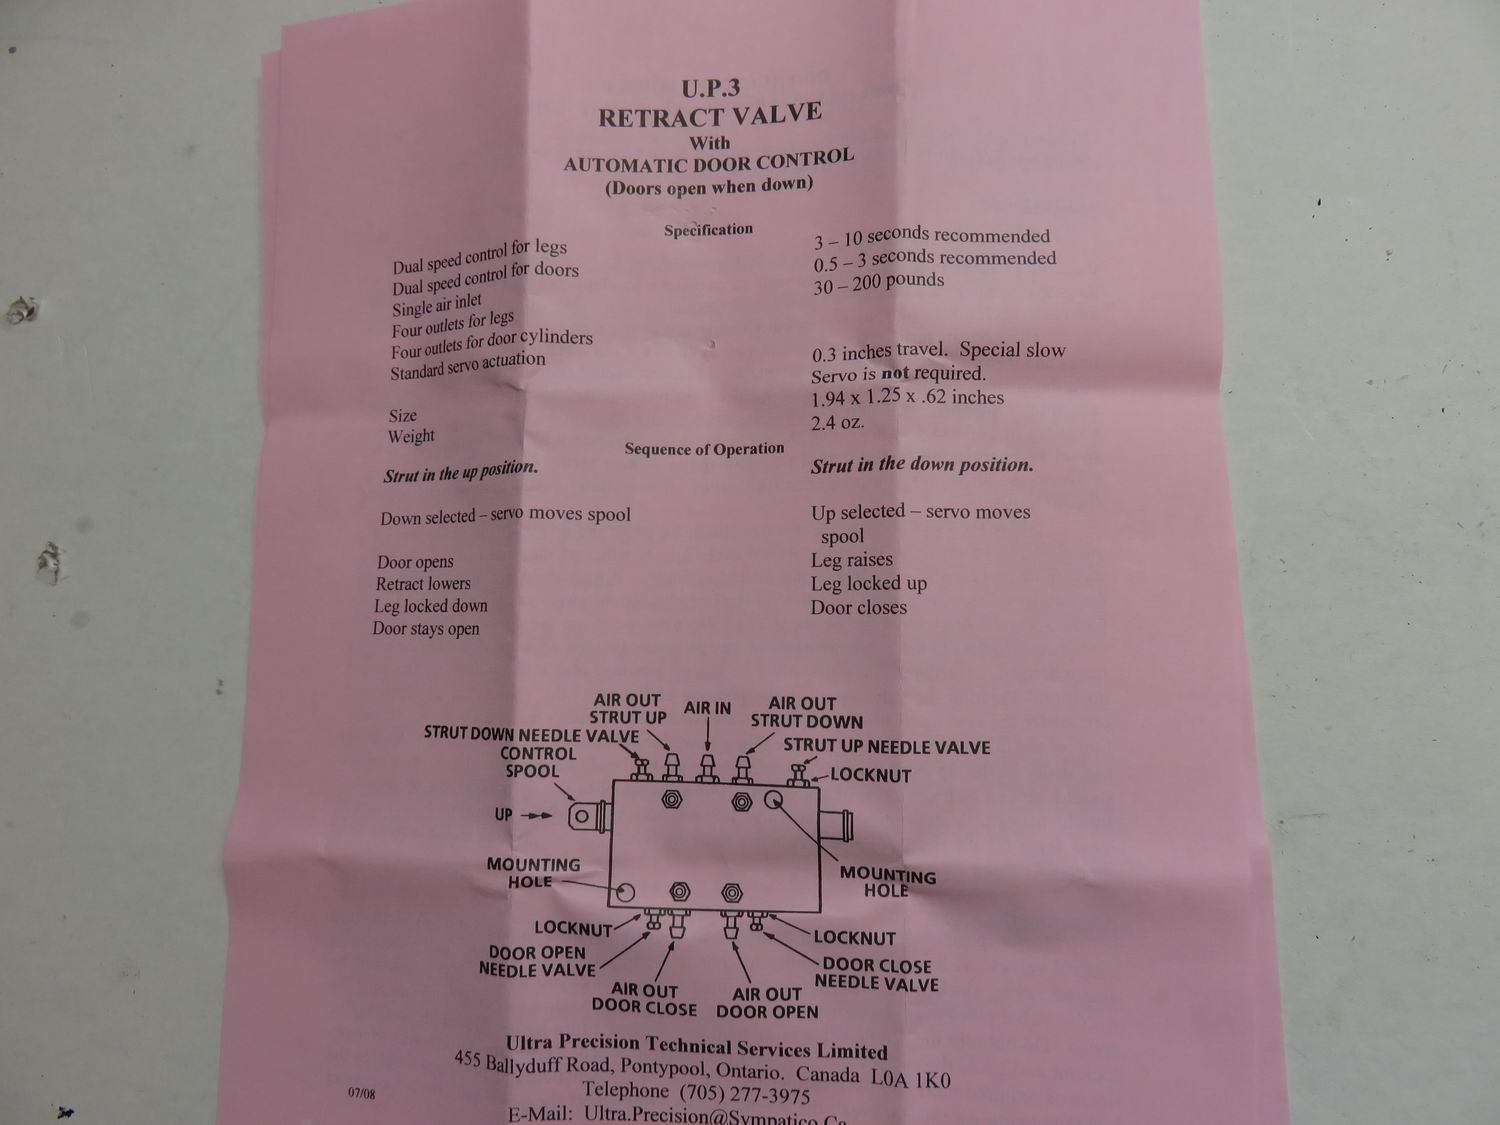 U.P.3
RETRACT VALVE
With
AUTOMATIC DOOR CONTROL
(Doors open when down)
Specification
Dual speed control for legs 3 – 10 seconds recommended
Dual speed control for doors 0.5 – 3 seconds recommended
Single air inlet 30 – 200 pounds
Four outlets for legs
Four outlets for door cylinders
Standard servo actuation 0.3 inches travel. Special slow
Servo is not required.
Size 1.94 x 1.25 x .62 inches
Weight 2.4 oz.
Sequence of Operation
Strut in the up position. Strut in the down position.
Down selected – servo moves spool Up selected – servo moves
spool
Door opens Leg raises
Retract lowers Leg locked up
Leg locked down Door closes
Door stays open
AIR OUT
STRUT UP
AIR IN
AIR OUT
STRUT DOWN
STRUT DOWN NEEDLE VALVE
STRUT UP NEEDLE VALVE
CONTROL
SPOOL
LOCKNUT
UP
MOUNTING
HOLE
MOUNTING
HOLE
LOCKNUT
LOCKNUT
DOOR OPEN
NEEDLE VALVE
DOOR CLOSE
NEEDLE VALVE
AIR OUT
DOOR CLOSE
AIR OUT
DOOR OPEN
Ultra Precision Technical Services Limited
455 Ballyduff Road, Pontypool, Ontario. Canada L0A 1K0
Telephone (705) 277-3975
07/08
E-Mail: Ultra.Precision@Sympatico.Ca